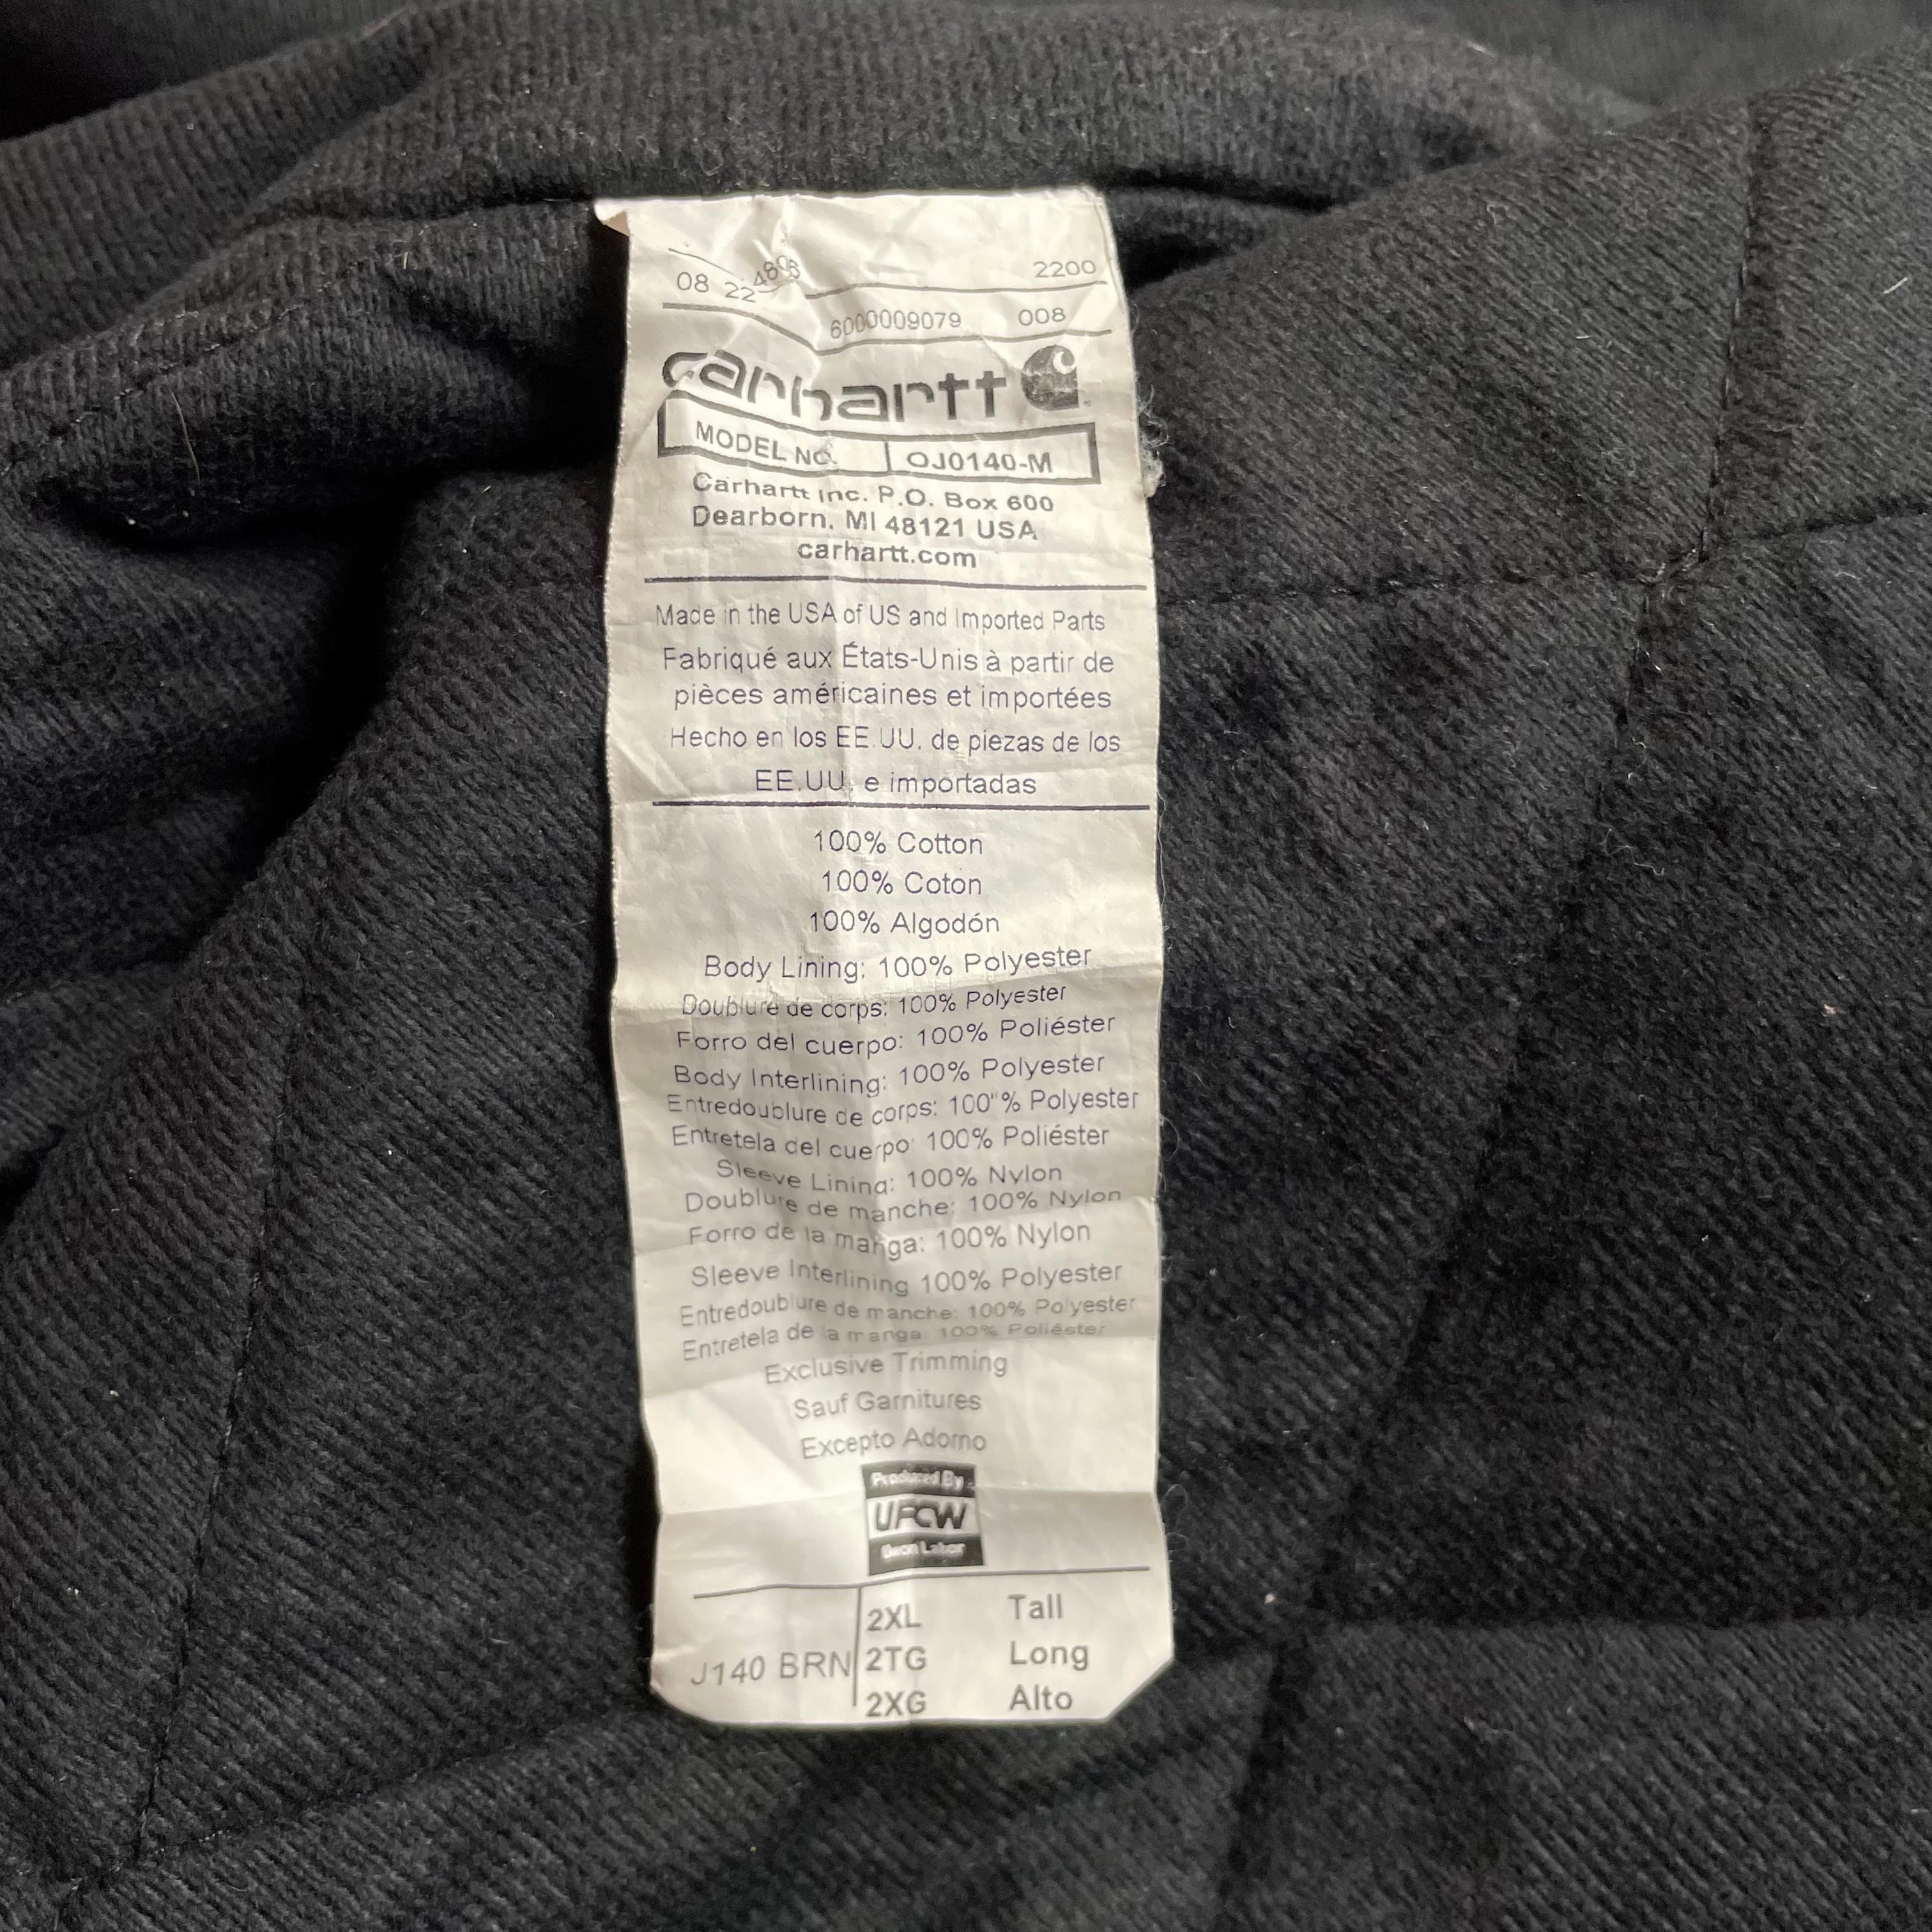 08 22 4806 2200
6000009079 008
carhartt
MODEL NO. OJ0140-M
Carhartt Inc. P.O. Box 600
Dearborn, MI 48121 USA
carhartt.com
Made in the USA of US and Imported Parts
Fabriqué aux États-Unis à partir de
pièces américaines et importées
Hecho en los EE.UU. de piezas de los
EE.UU. e importadas
100% Cotton
100% Coton
100% Algodón
Body Lining: 100% Polyester
Doublure de corps: 100% Polyester
Forro del cuerpo: 100% Poliéster
Body Interlining: 100% Polyester
Entredoublure de corps: 100"% Polyester
Entretela del cuerpo: 100% Poliéster
Sleeve Lining: 100% Nylon
Doublure de manche: 100% Nylon
Forro de la manga: 100% Nylon
Sleeve Interlining 100% Polyester
Entredoublure de manche: 100% Polyester
Entretela de la manga: 100% Poliéster
Exclusive Trimming
Sauf Garnitures
Excepto Adorno
Produced By
UFCW
Union Labor
J140 BRN
2XL Tall
2TG Long
2XG Alto